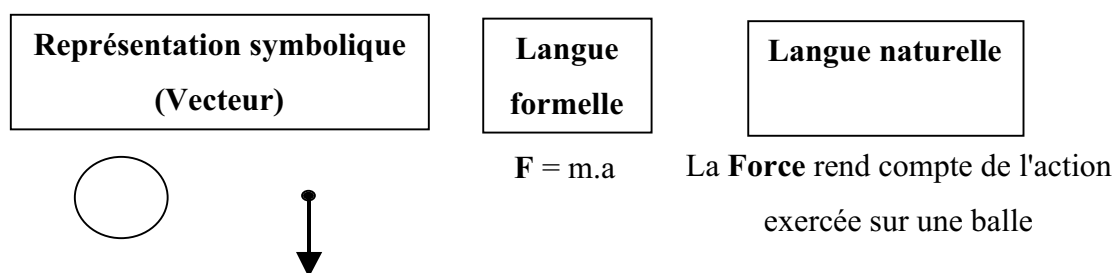 Représentation symbolique
(Vecteur)
Langue
formelle
Langue naturelle
F = m.a
La Force rend compte de l'action
exercée sur une balle